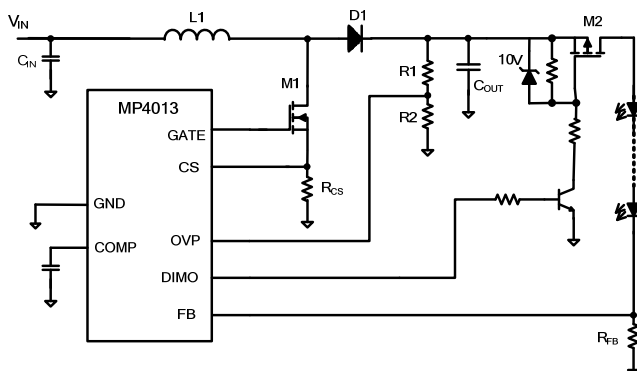 VIN
L1
D1
M2
CIN
M1
R1
10V
COUT
MP4013
R2
GATE
CS
RCS
GND
OVP
COMP
DIMO
FB
RFB